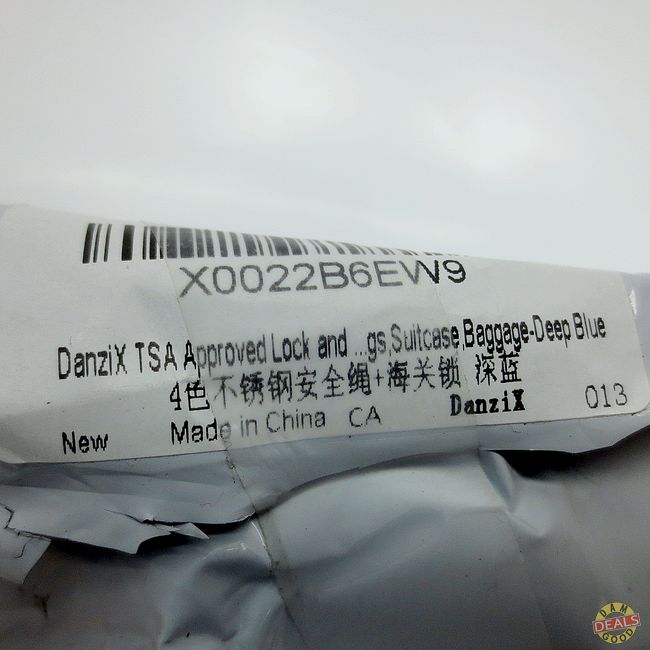 X0022B6EW9
DanziX TSA Approved Lock and ...gs,Suitcase,Baggage-Deep Blue
4色不锈钢安全绳+海关锁 深蓝
New Made in China CA DanziX 013
DAM
DEALS
GOOD